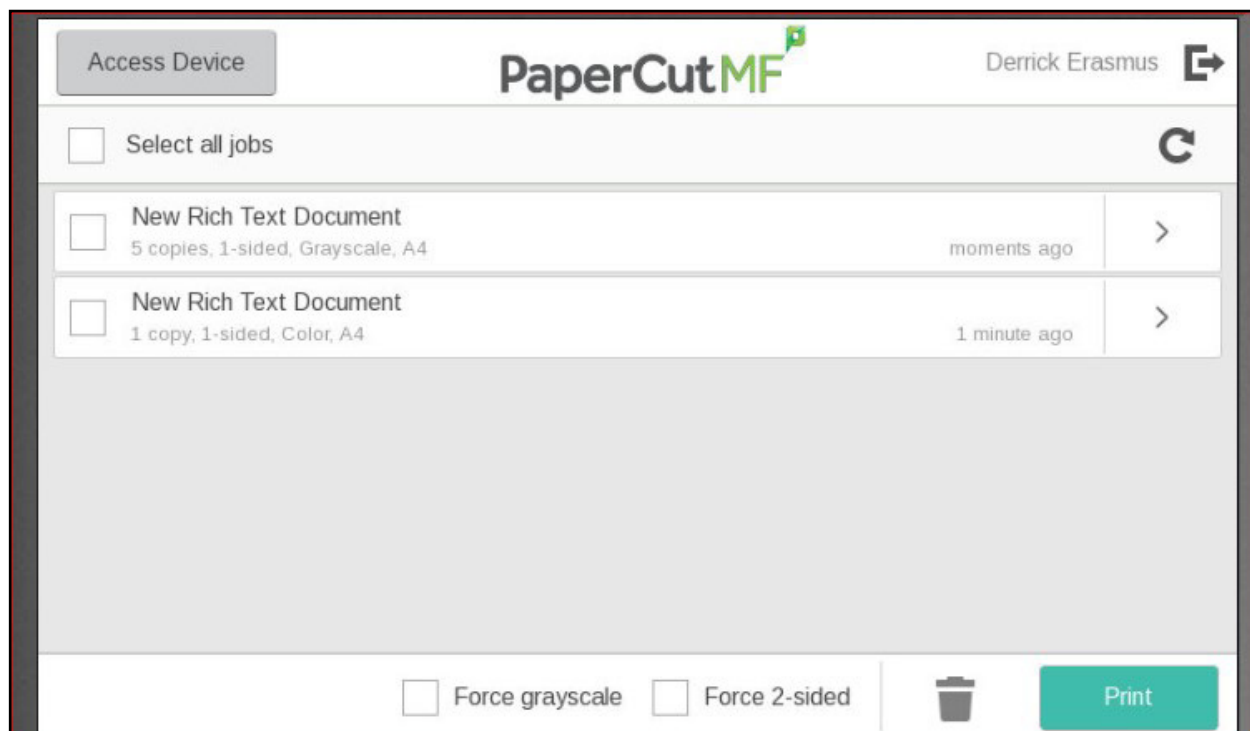 Access Device
PaperCutMF
Derrick Erasmus
Select all jobs
New Rich Text Document
5 copies, 1-sided, Grayscale, A4
moments ago
New Rich Text Document
1 copy, 1-sided, Color, A4
1 minute ago
Force grayscale
Force 2-sided
Print